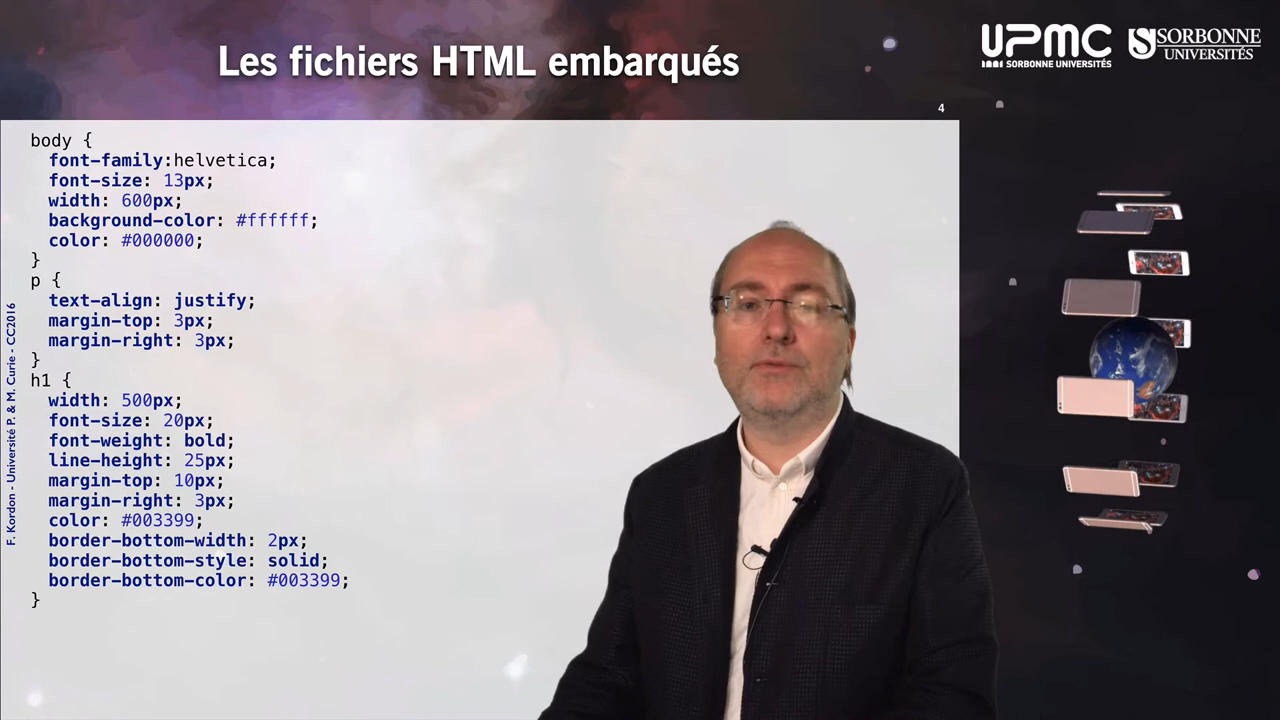 Les fichiers HTML embarqués
UPMC
SORBONNE UNIVERSITÉS
SORBONNE
UNIVERSITÉS
4
body {
font-family:helvetica;
font-size: 13px;
width: 600px;
background-color: #ffffff;
color: #000000;
}
p {
text-align: justify;
margin-top: 3px;
margin-right: 3px;
}
h1 {
width: 500px;
font-size: 20px;
font-weight: bold;
line-height: 25px;
margin-top: 10px;
margin-right: 3px;
color: #003399;
border-bottom-width: 2px;
border-bottom-style: solid;
border-bottom-color: #003399;
}
F. Kordon - Université P. & M. Curie - CC2016